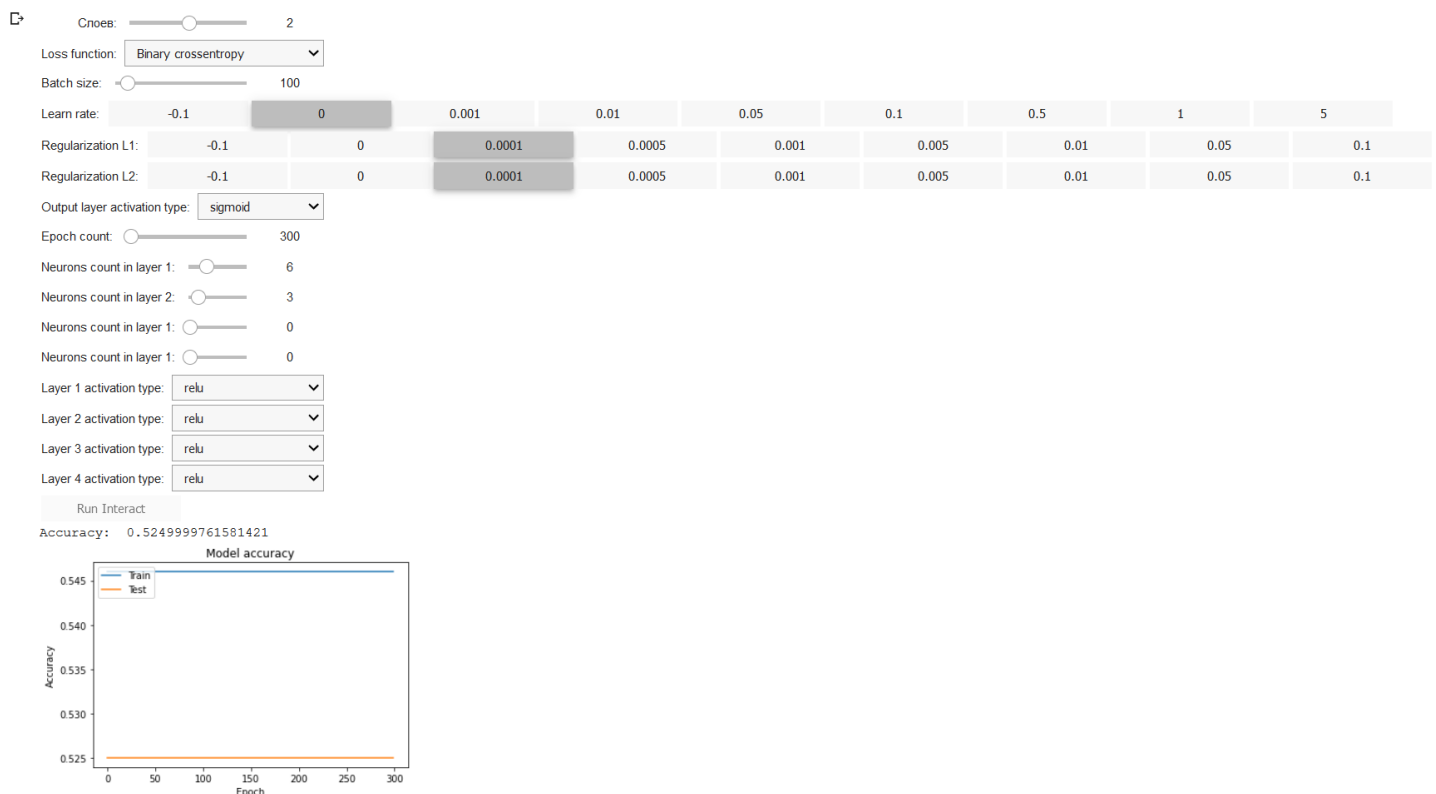 Слоев: 2
Loss function: Binary crossentropy
Batch size: 100
Learn rate: -0.1 0 0.001 0.01 0.05 0.1 0.5 1 5
Regularization L1: -0.1 0 0.0001 0.0005 0.001 0.005 0.01 0.05 0.1
Regularization L2: -0.1 0 0.0001 0.0005 0.001 0.005 0.01 0.05 0.1
Output layer activation type: sigmoid
Epoch count: 300
Neurons count in layer 1: 6
Neurons count in layer 2: 3
Neurons count in layer 1: 0
Neurons count in layer 1: 0
Layer 1 activation type: relu
Layer 2 activation type: relu
Layer 3 activation type: relu
Layer 4 activation type: relu
Run Interact
Accuracy: 0.5249999761581421
Model accuracy
Train
Test
0.545
0.540
0.535
0.530
0.525
Accuracy
0 50 100 150 200 250 300
Epoch